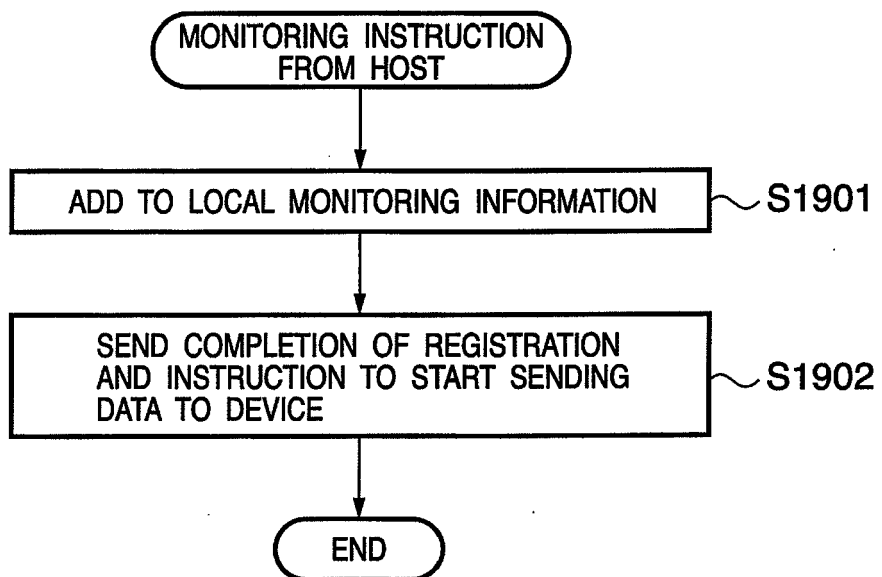 MONITORING INSTRUCTION
FROM HOST
ADD TO LOCAL MONITORING INFORMATION
S1901
SEND COMPLETION OF REGISTRATION
AND INSTRUCTION TO START SENDING
DATA TO DEVICE
S1902
END